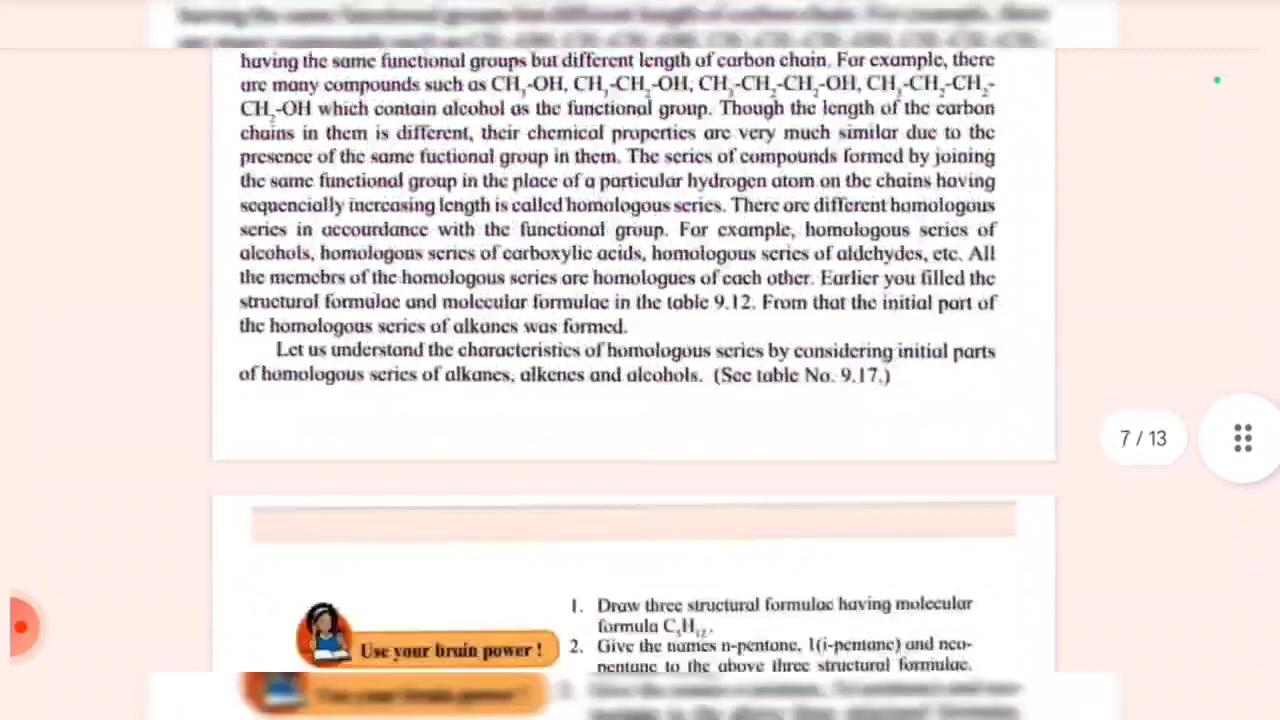 having the same functional groups but different length of carbon chain. For example, there
are many compounds such as CH₃-OH, CH₃-CH₂-OH, CH₃-CH₂-CH₂-OH, CH₃-CH₂-CH₂-
CH₂-OH which contain alcohol as the functional group. Though the length of the carbon
chains in them is different, their chemical properties are very much similar due to the
presence of the same fuctional group in them. The series of compounds formed by joining
the same functional group in the place of a particular hydrogen atom on the chains having
sequencially increasing length is called homologous series. There are different homologous
series in accourdance with the functional group. For example, homologous series of
alcohols, homologous series of carboxylic acids, homologous series of aldehydes, etc. All
the memebrs of the homologous series are homologues of each other. Earlier you filled the
structural formulae and molecular formulae in the table 9.12. From that the initial part of
the homologous series of alkanes was formed.
Let us understand the characteristics of homologous series by considering initial parts
of homologous series of alkanes, alkenes and alcohols. (See table No. 9.17.)
7 / 13
Use your brain power !
1. Draw three structural formulae having molecular
formula C₅H₁₂.
2. Give the names n-pentane, I(i-pentane) and neo-
pentane to the above three structural formulae.